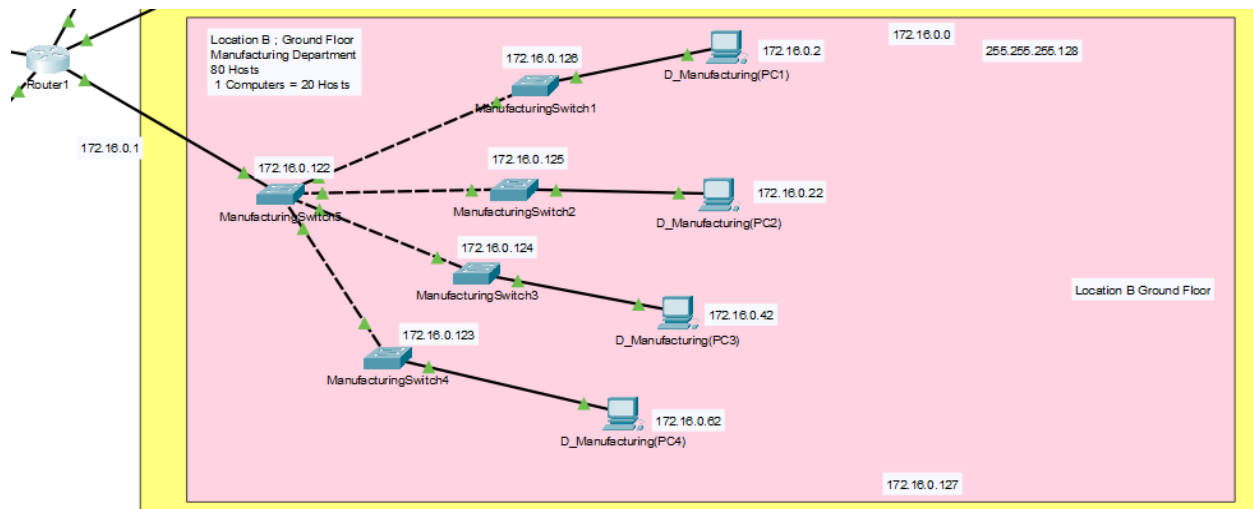 Location B ; Ground Floor
Manufacturing Department
80 Hosts
1 Computers = 20 Hosts
172.16.0.0
255.255.255.128
172.16.0.126
172.16.0.2
D_Manufacturing(PC1)
Router1
ManufacturingSwitch1
172.16.0.1
172.16.0.122
172.16.0.125
172.16.0.22
ManufacturingSwitch5
ManufacturingSwitch2
D_Manufacturing(PC2)
172.16.0.124
ManufacturingSwitch3
172.16.0.42
D_Manufacturing(PC3)
Location B Ground Floor
172.16.0.123
ManufacturingSwitch4
172.16.0.62
D_Manufacturing(PC4)
172.16.0.127